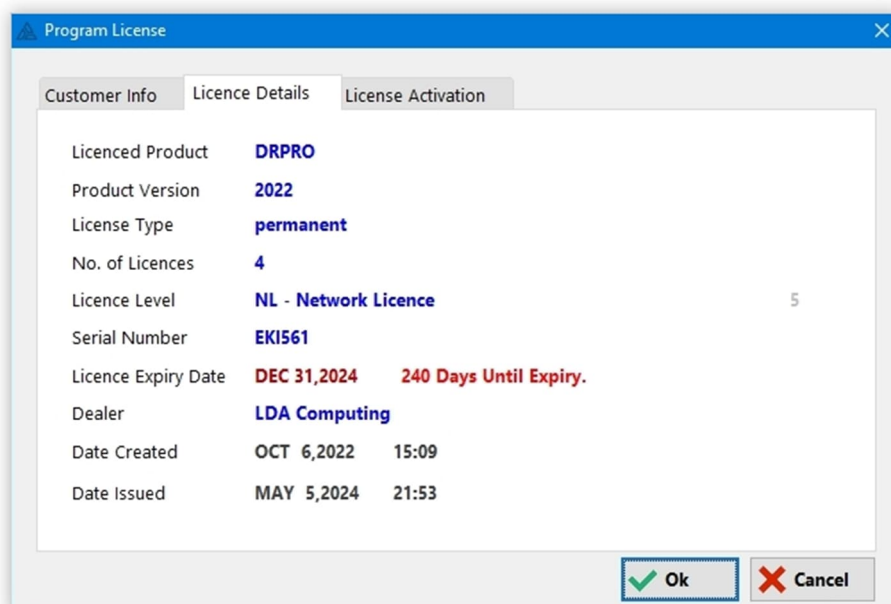 Program License
Customer Info Licence Details License Activation
Licenced Product DRPRO
Product Version 2022
License Type permanent
No. of Licences 4
Licence Level NL - Network Licence 5
Serial Number EKI561
Licence Expiry Date DEC 31,2024 240 Days Until Expiry.
Dealer LDA Computing
Date Created OCT 6,2022 15:09
Date Issued MAY 5,2024 21:53
Ok Cancel